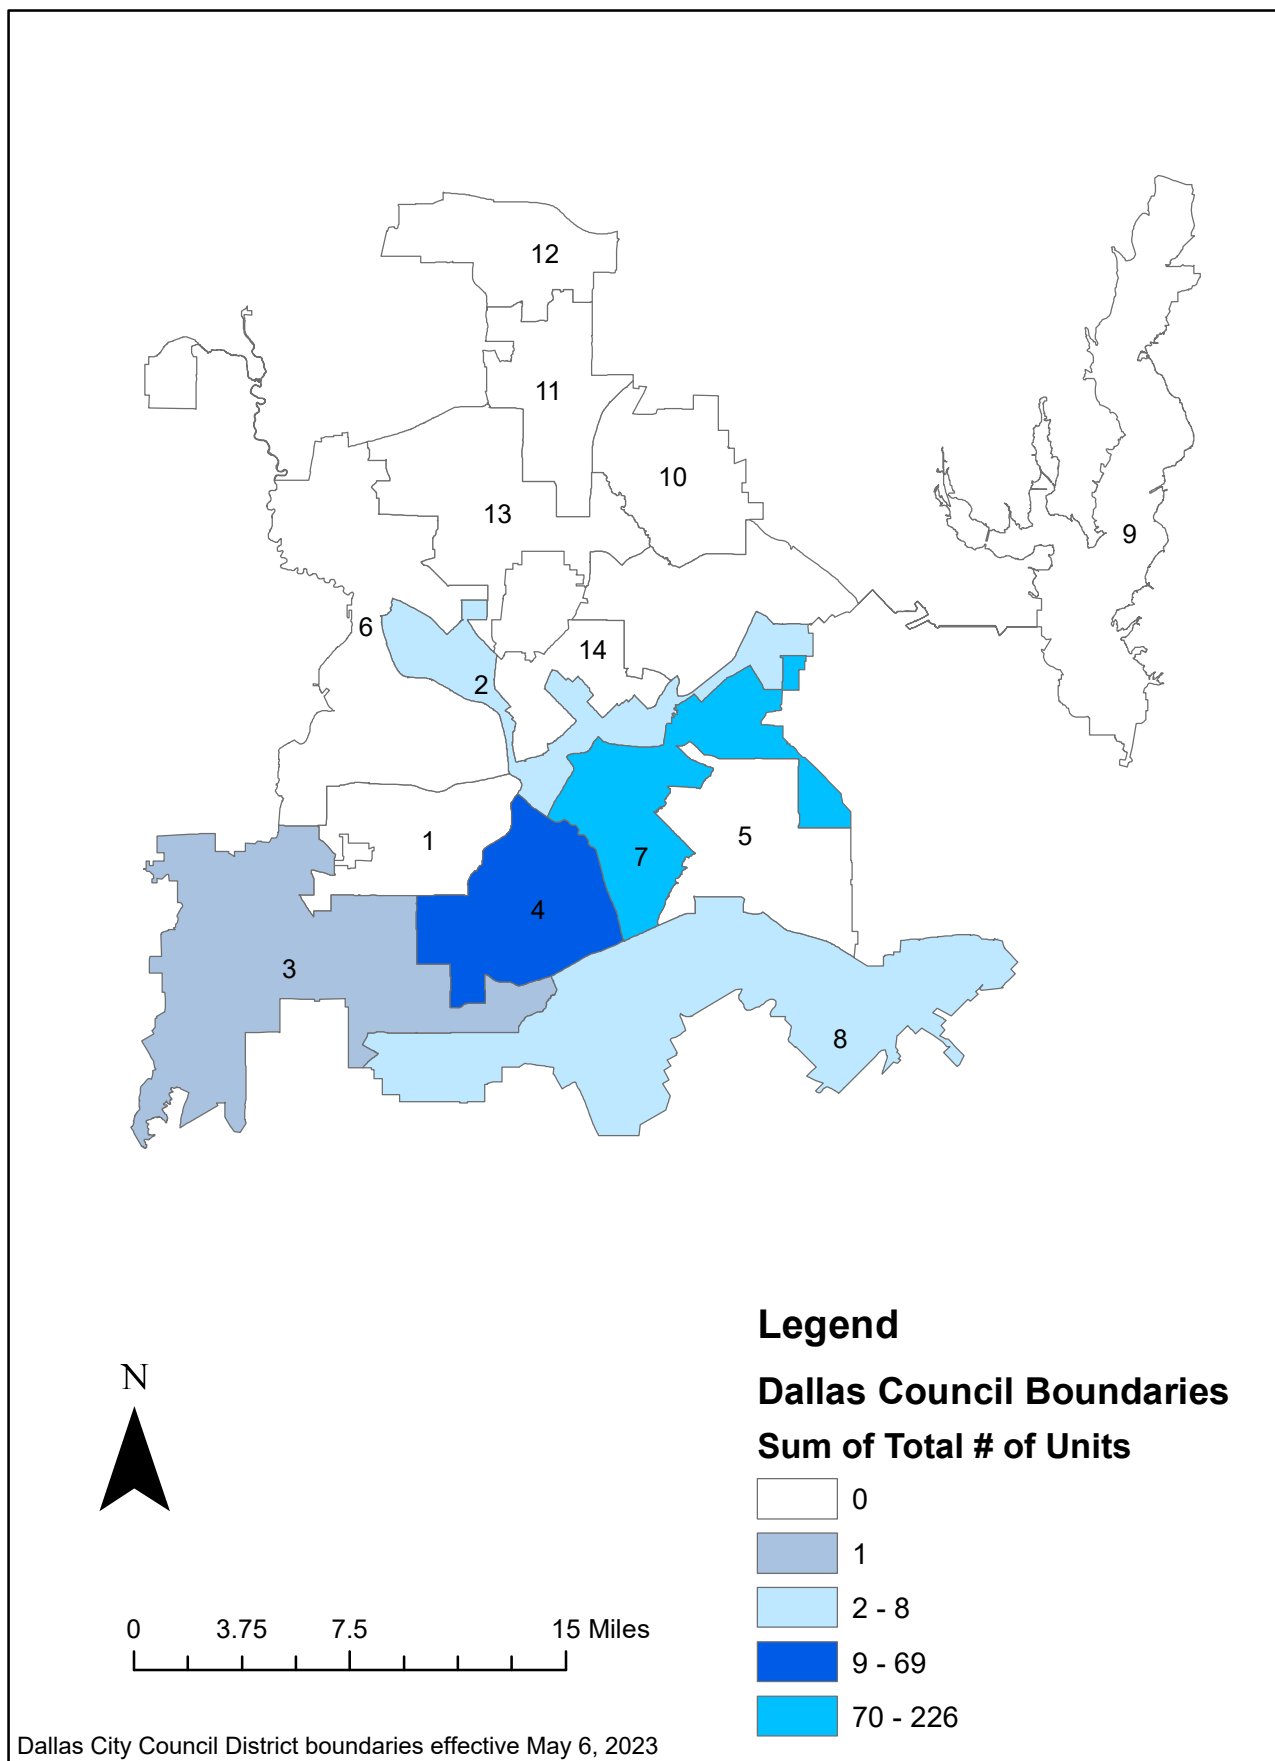 12
11
10
13
9
6
14
2
1
5
7
4
3
8
Legend
Dallas Council Boundaries
Sum of Total # of Units
0
1
2 - 8
9 - 69
70 - 226
N
0 3.75 7.5 15 Miles
Dallas City Council District boundaries effective May 6, 2023